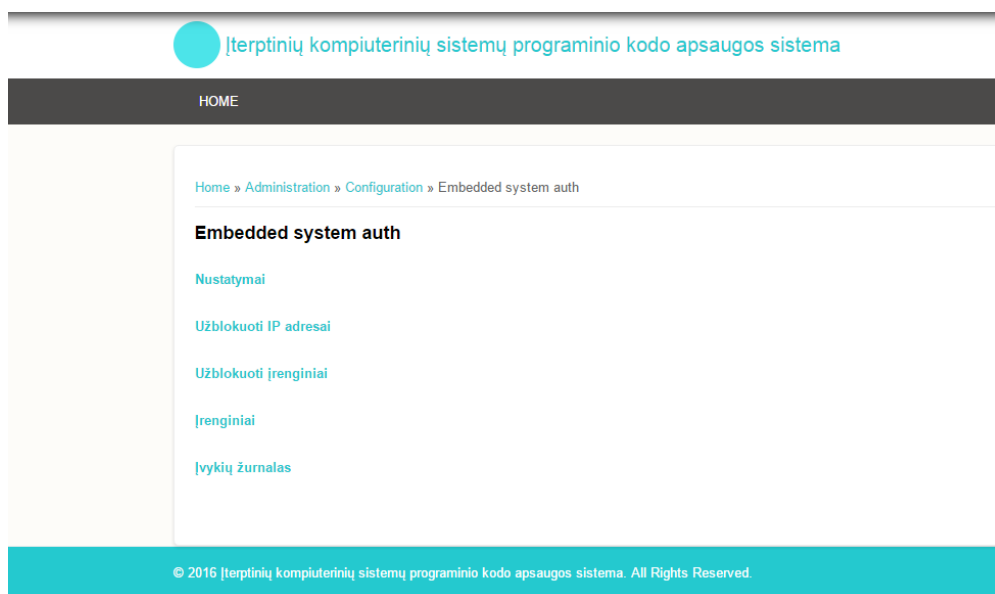 Įterptinių kompiuterinių sistemų programinio kodo apsaugos sistema
HOME
Home » Administration » Configuration » Embedded system auth
Embedded system auth
Nustatymai
Užblokuoti IP adresai
Užblokuoti įrenginiai
Įrenginiai
Įvykių žurnalas
© 2016 Įterptinių kompiuterinių sistemų programinio kodo apsaugos sistema. All Rights Reserved.